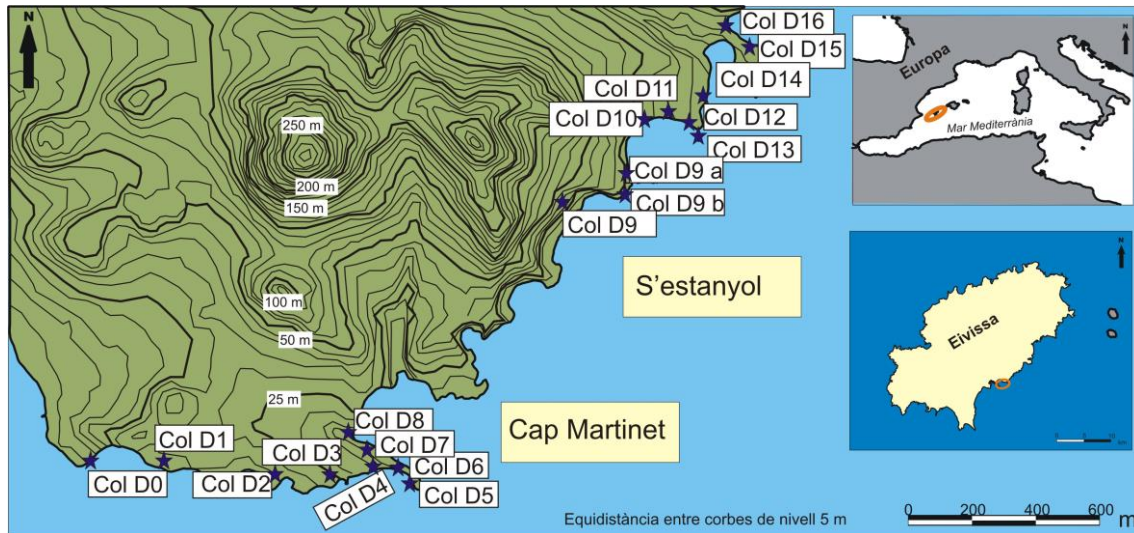 N
Col D16
Col D15
Col D14
Col D11
Col D10
Col D12
Col D13
Col D9 a
Col D9 b
Col D9
250 m
200 m
150 m
100 m
50 m
25 m
S'estanyol
Cap Martinet
Col D8
Col D7
Col D1
Col D3
Col D6
Col D0
Col D2
Col D4
Col D5
Equidistància entre corbes de nivell 5 m
0 200 400 600 m
N
Europa
Mar Mediterrània
N
Eivissa